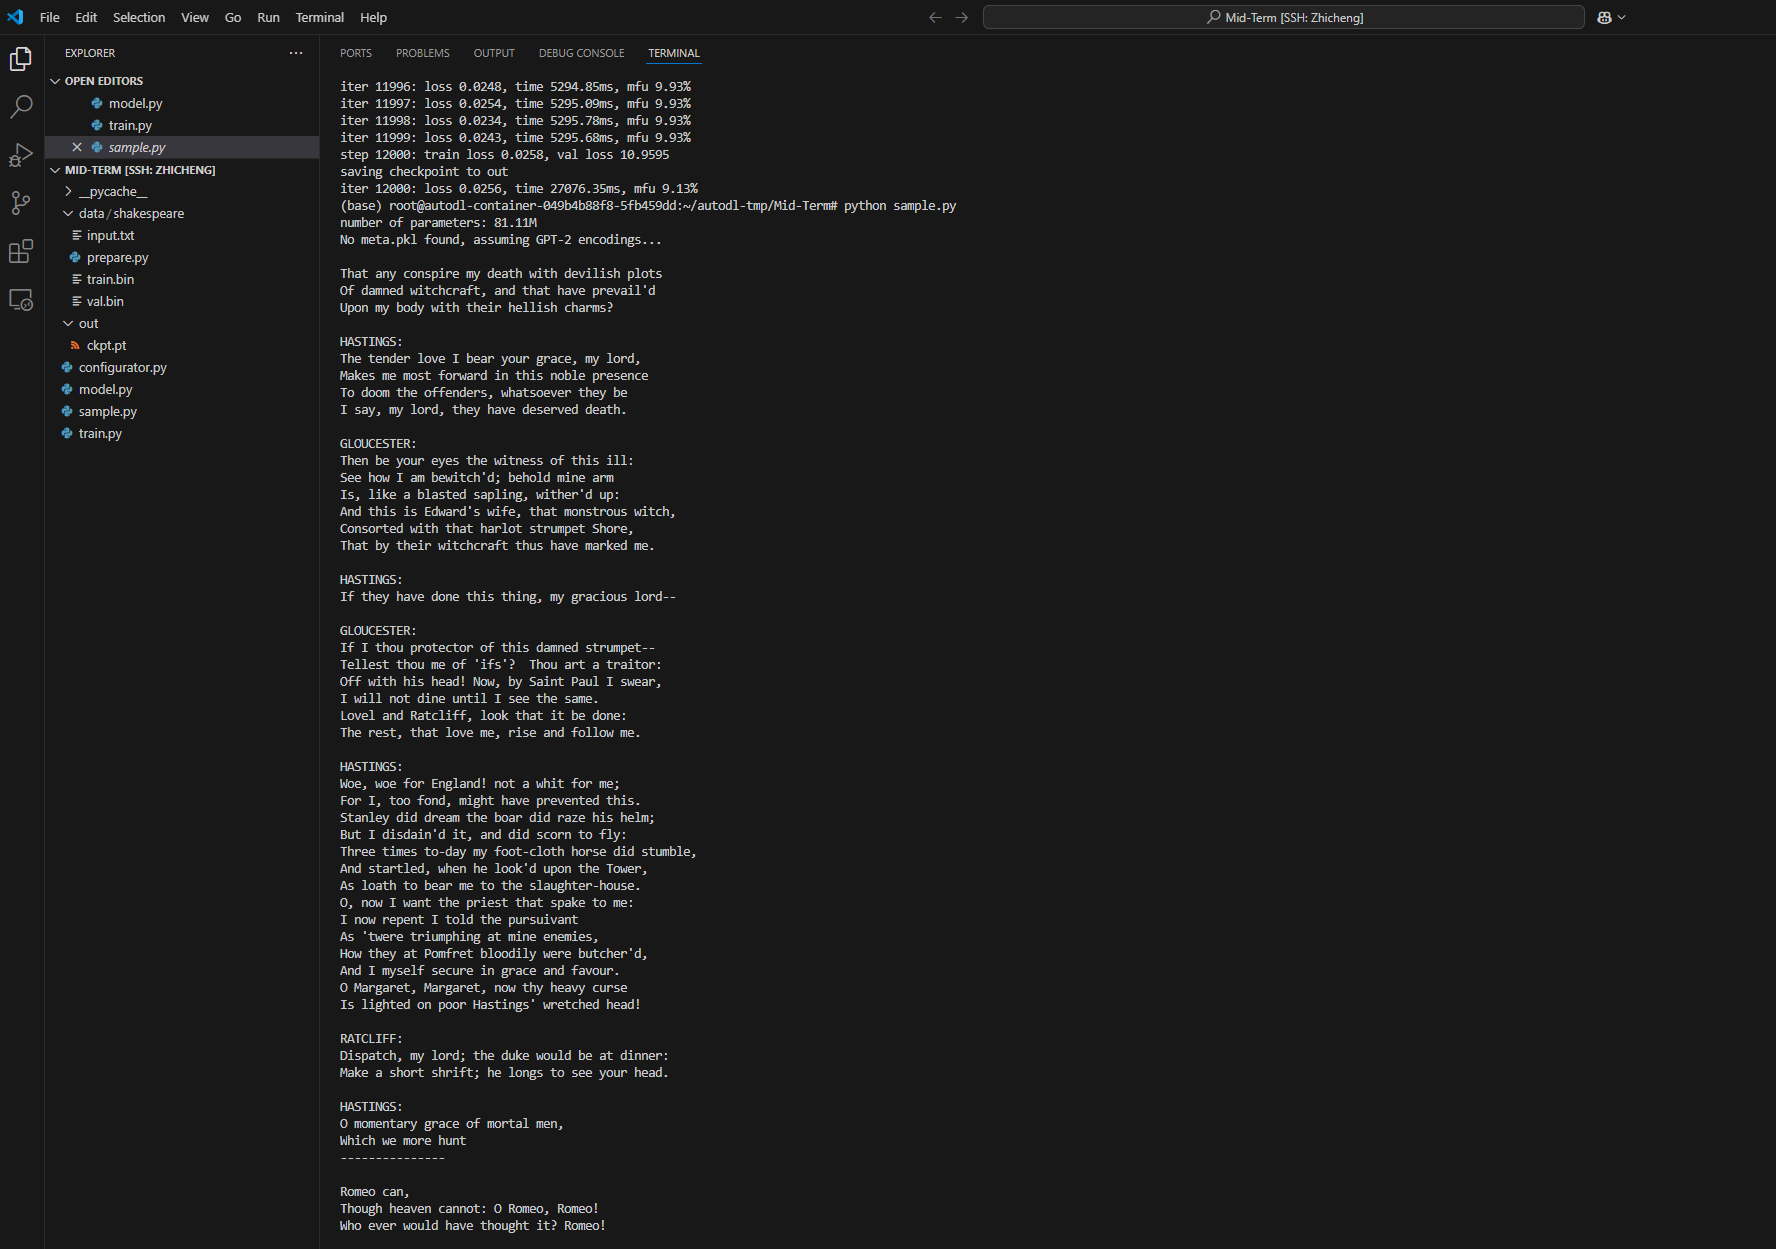 File Edit Selection View Go Run Terminal Help
Mid-Term [SSH: Zhicheng]
EXPLORER
OPEN EDITORS
model.py
train.py
sample.py
MID-TERM [SSH: ZHICHENG]
__pycache__
data/shakespeare
input.txt
prepare.py
train.bin
val.bin
out
ckpt.pt
configurator.py
model.py
sample.py
train.py
PORTS PROBLEMS OUTPUT DEBUG CONSOLE TERMINAL
iter 11996: loss 0.0248, time 5294.85ms, mfu 9.93%
iter 11997: loss 0.0254, time 5295.09ms, mfu 9.93%
iter 11998: loss 0.0234, time 5295.78ms, mfu 9.93%
iter 11999: loss 0.0243, time 5295.68ms, mfu 9.93%
step 12000: train loss 0.0258, val loss 10.9595
saving checkpoint to out
iter 12000: loss 0.0256, time 27076.35ms, mfu 9.13%
(base) root@autodl-container-049b4b88f8-5fb459dd:~/autodl-tmp/Mid-Term# python sample.py
number of parameters: 81.11M
No meta.pkl found, assuming GPT-2 encodings...
That any conspire my death with devilish plots
Of damned witchcraft, and that have prevail'd
Upon my body with their hellish charms?
HASTINGS:
The tender love I bear your grace, my lord,
Makes me most forward in this noble presence
To doom the offenders, whatsoever they be
I say, my lord, they have deserved death.
GLOUCESTER:
Then be your eyes the witness of this ill:
See how I am bewitch'd; behold mine arm
Is, like a blasted sapling, wither'd up:
And this is Edward's wife, that monstrous witch,
Consorted with that harlot strumpet Shore,
That by their witchcraft thus have marked me.
HASTINGS:
If they have done this thing, my gracious lord--
GLOUCESTER:
If I thou protector of this damned strumpet--
Tellest thou me of 'ifs'?  Thou art a traitor:
Off with his head! Now, by Saint Paul I swear,
I will not dine until I see the same.
Lovel and Ratcliff, look that it be done:
The rest, that love me, rise and follow me.
HASTINGS:
Woe, woe for England! not a whit for me;
For I, too fond, might have prevented this.
Stanley did dream the boar did raze his helm;
But I disdain'd it, and did scorn to fly:
Three times to-day my foot-cloth horse did stumble,
And startled, when he look'd upon the Tower,
As loath to bear me to the slaughter-house.
O, now I want the priest that spake to me:
I now repent I told the pursuivant
As 'twere triumphing at mine enemies,
How they at Pomfret bloodily were butcher'd,
And I myself secure in grace and favour.
O Margaret, Margaret, now thy heavy curse
Is lighted on poor Hastings' wretched head!
RATCLIFF:
Dispatch, my lord; the duke would be at dinner:
Make a short shrift; he longs to see your head.
HASTINGS:
O momentary grace of mortal men,
Which we more hunt
---------------
Romeo can,
Though heaven cannot: O Romeo, Romeo!
Who ever would have thought it? Romeo!